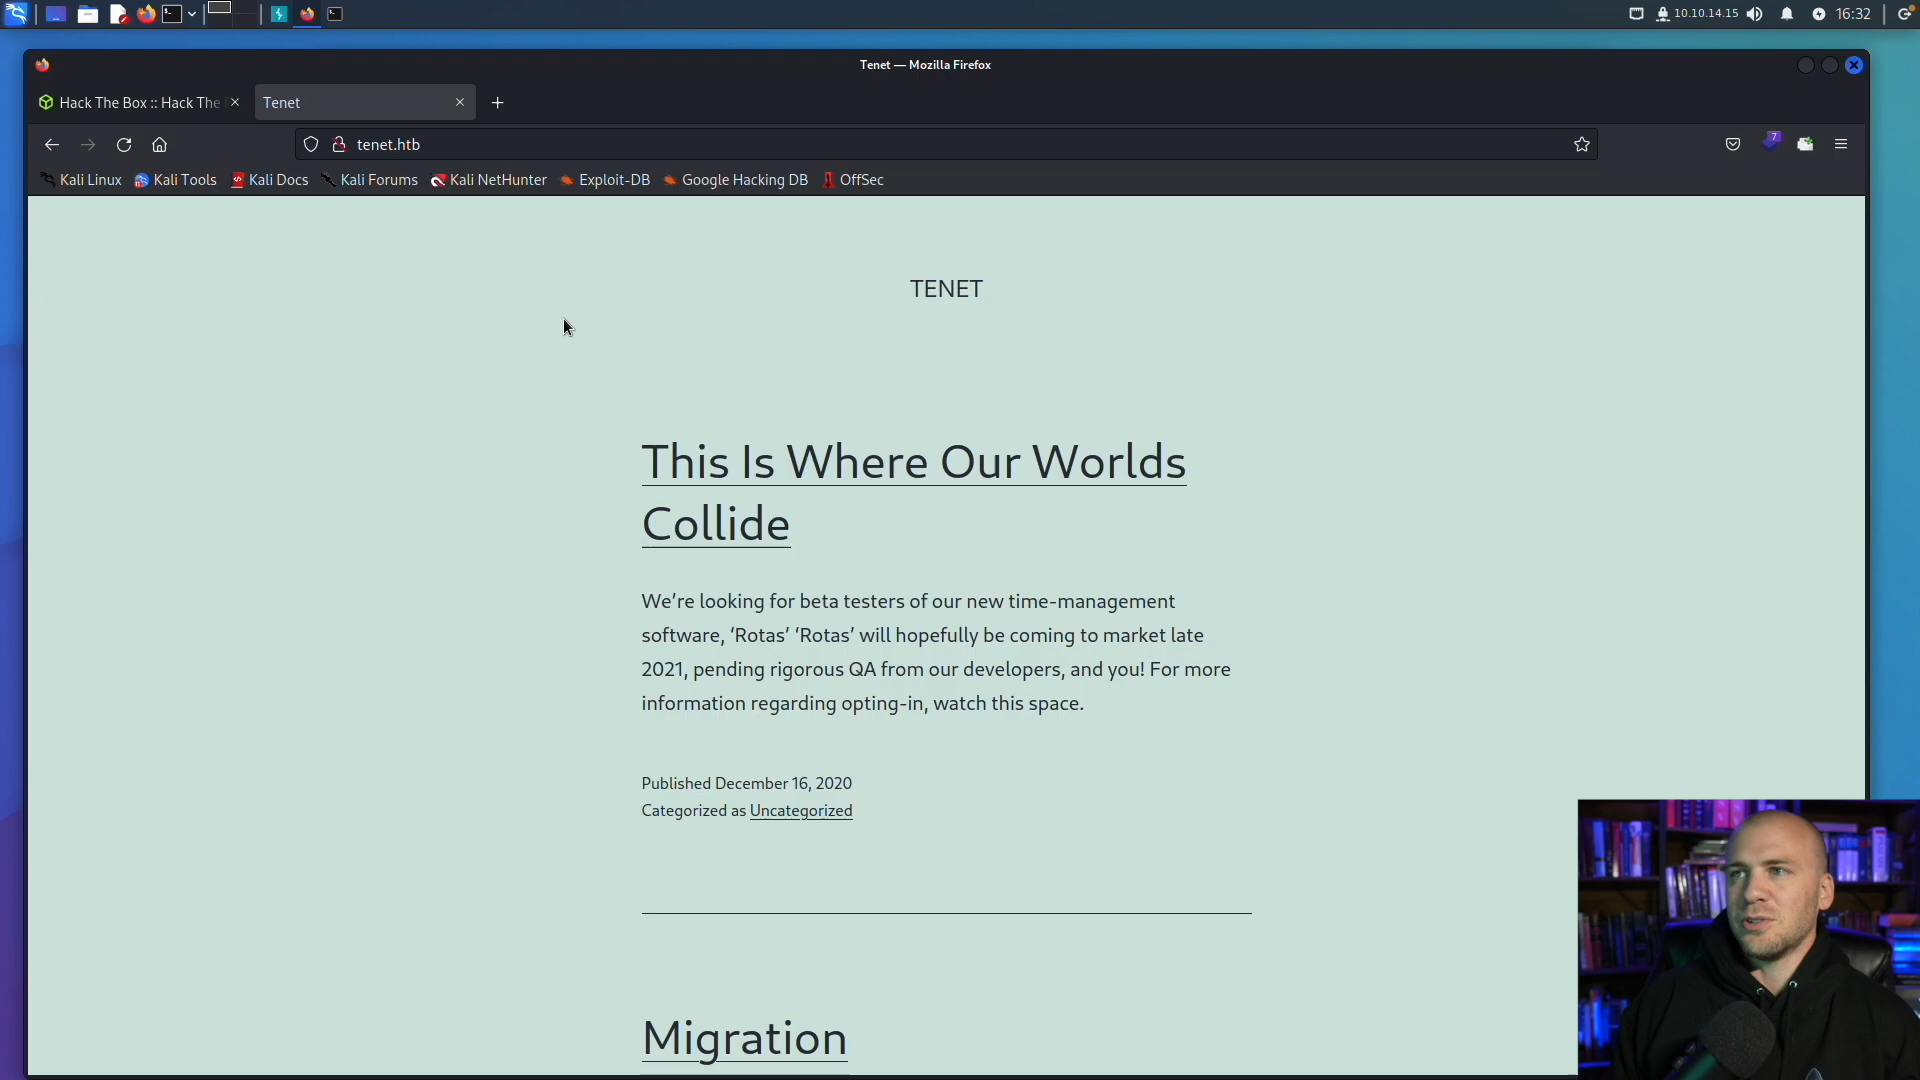 10.10.14.15
16:32
Tenet — Mozilla Firefox
Hack The Box :: Hack The
Tenet
tenet.htb
7
Kali Linux
Kali Tools
Kali Docs
Kali Forums
Kali NetHunter
Exploit-DB
Google Hacking DB
OffSec
TENET
This Is Where Our Worlds
Collide
We’re looking for beta testers of our new time-management
software, ‘Rotas’ ‘Rotas’ will hopefully be coming to market late
2021, pending rigorous QA from our developers, and you! For more
information regarding opting-in, watch this space.
Published December 16, 2020
Categorized as Uncategorized
Migration